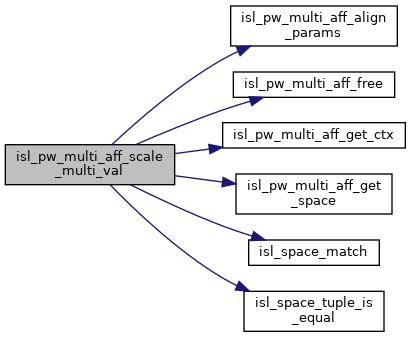 isl_pw_multi_aff_align
_params
isl_pw_multi_aff_free
isl_pw_multi_aff_scale
_multi_val
isl_pw_multi_aff_get_ctx
isl_pw_multi_aff_get
_space
isl_space_match
isl_space_tuple_is
_equal